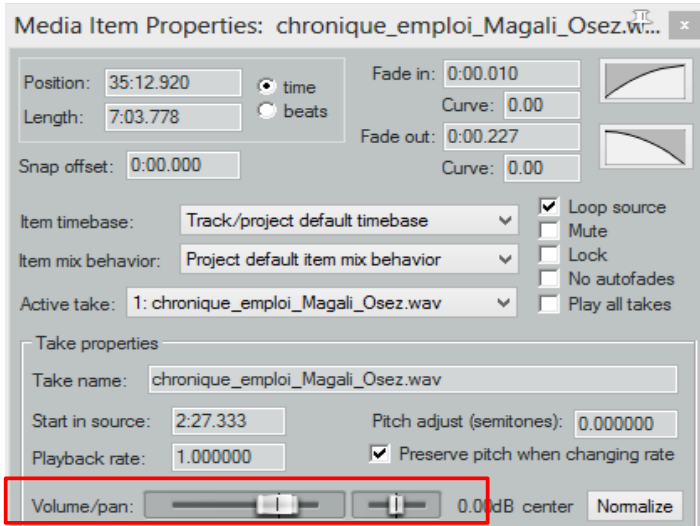 Media Item Properties: chronique_emploi_Magali_Osez.w...
Position: 35:12.920 time
Length: 7:03.778 beats
Fade in: 0:00.010
Curve: 0.00
Fade out: 0:00.227
Curve: 0.00
Snap offset: 0:00.000
Item timebase: Track/project default timebase
Item mix behavior: Project default item mix behavior
Active take: 1: chronique_emploi_Magali_Osez.wav
Loop source
Mute
Lock
No autofades
Play all takes
Take properties
Take name: chronique_emploi_Magali_Osez.wav
Start in source: 2:27.333 Pitch adjust (semitones): 0.000000
Playback rate: 1.000000 Preserve pitch when changing rate
Volume/pan: 0.00dB center Normalize